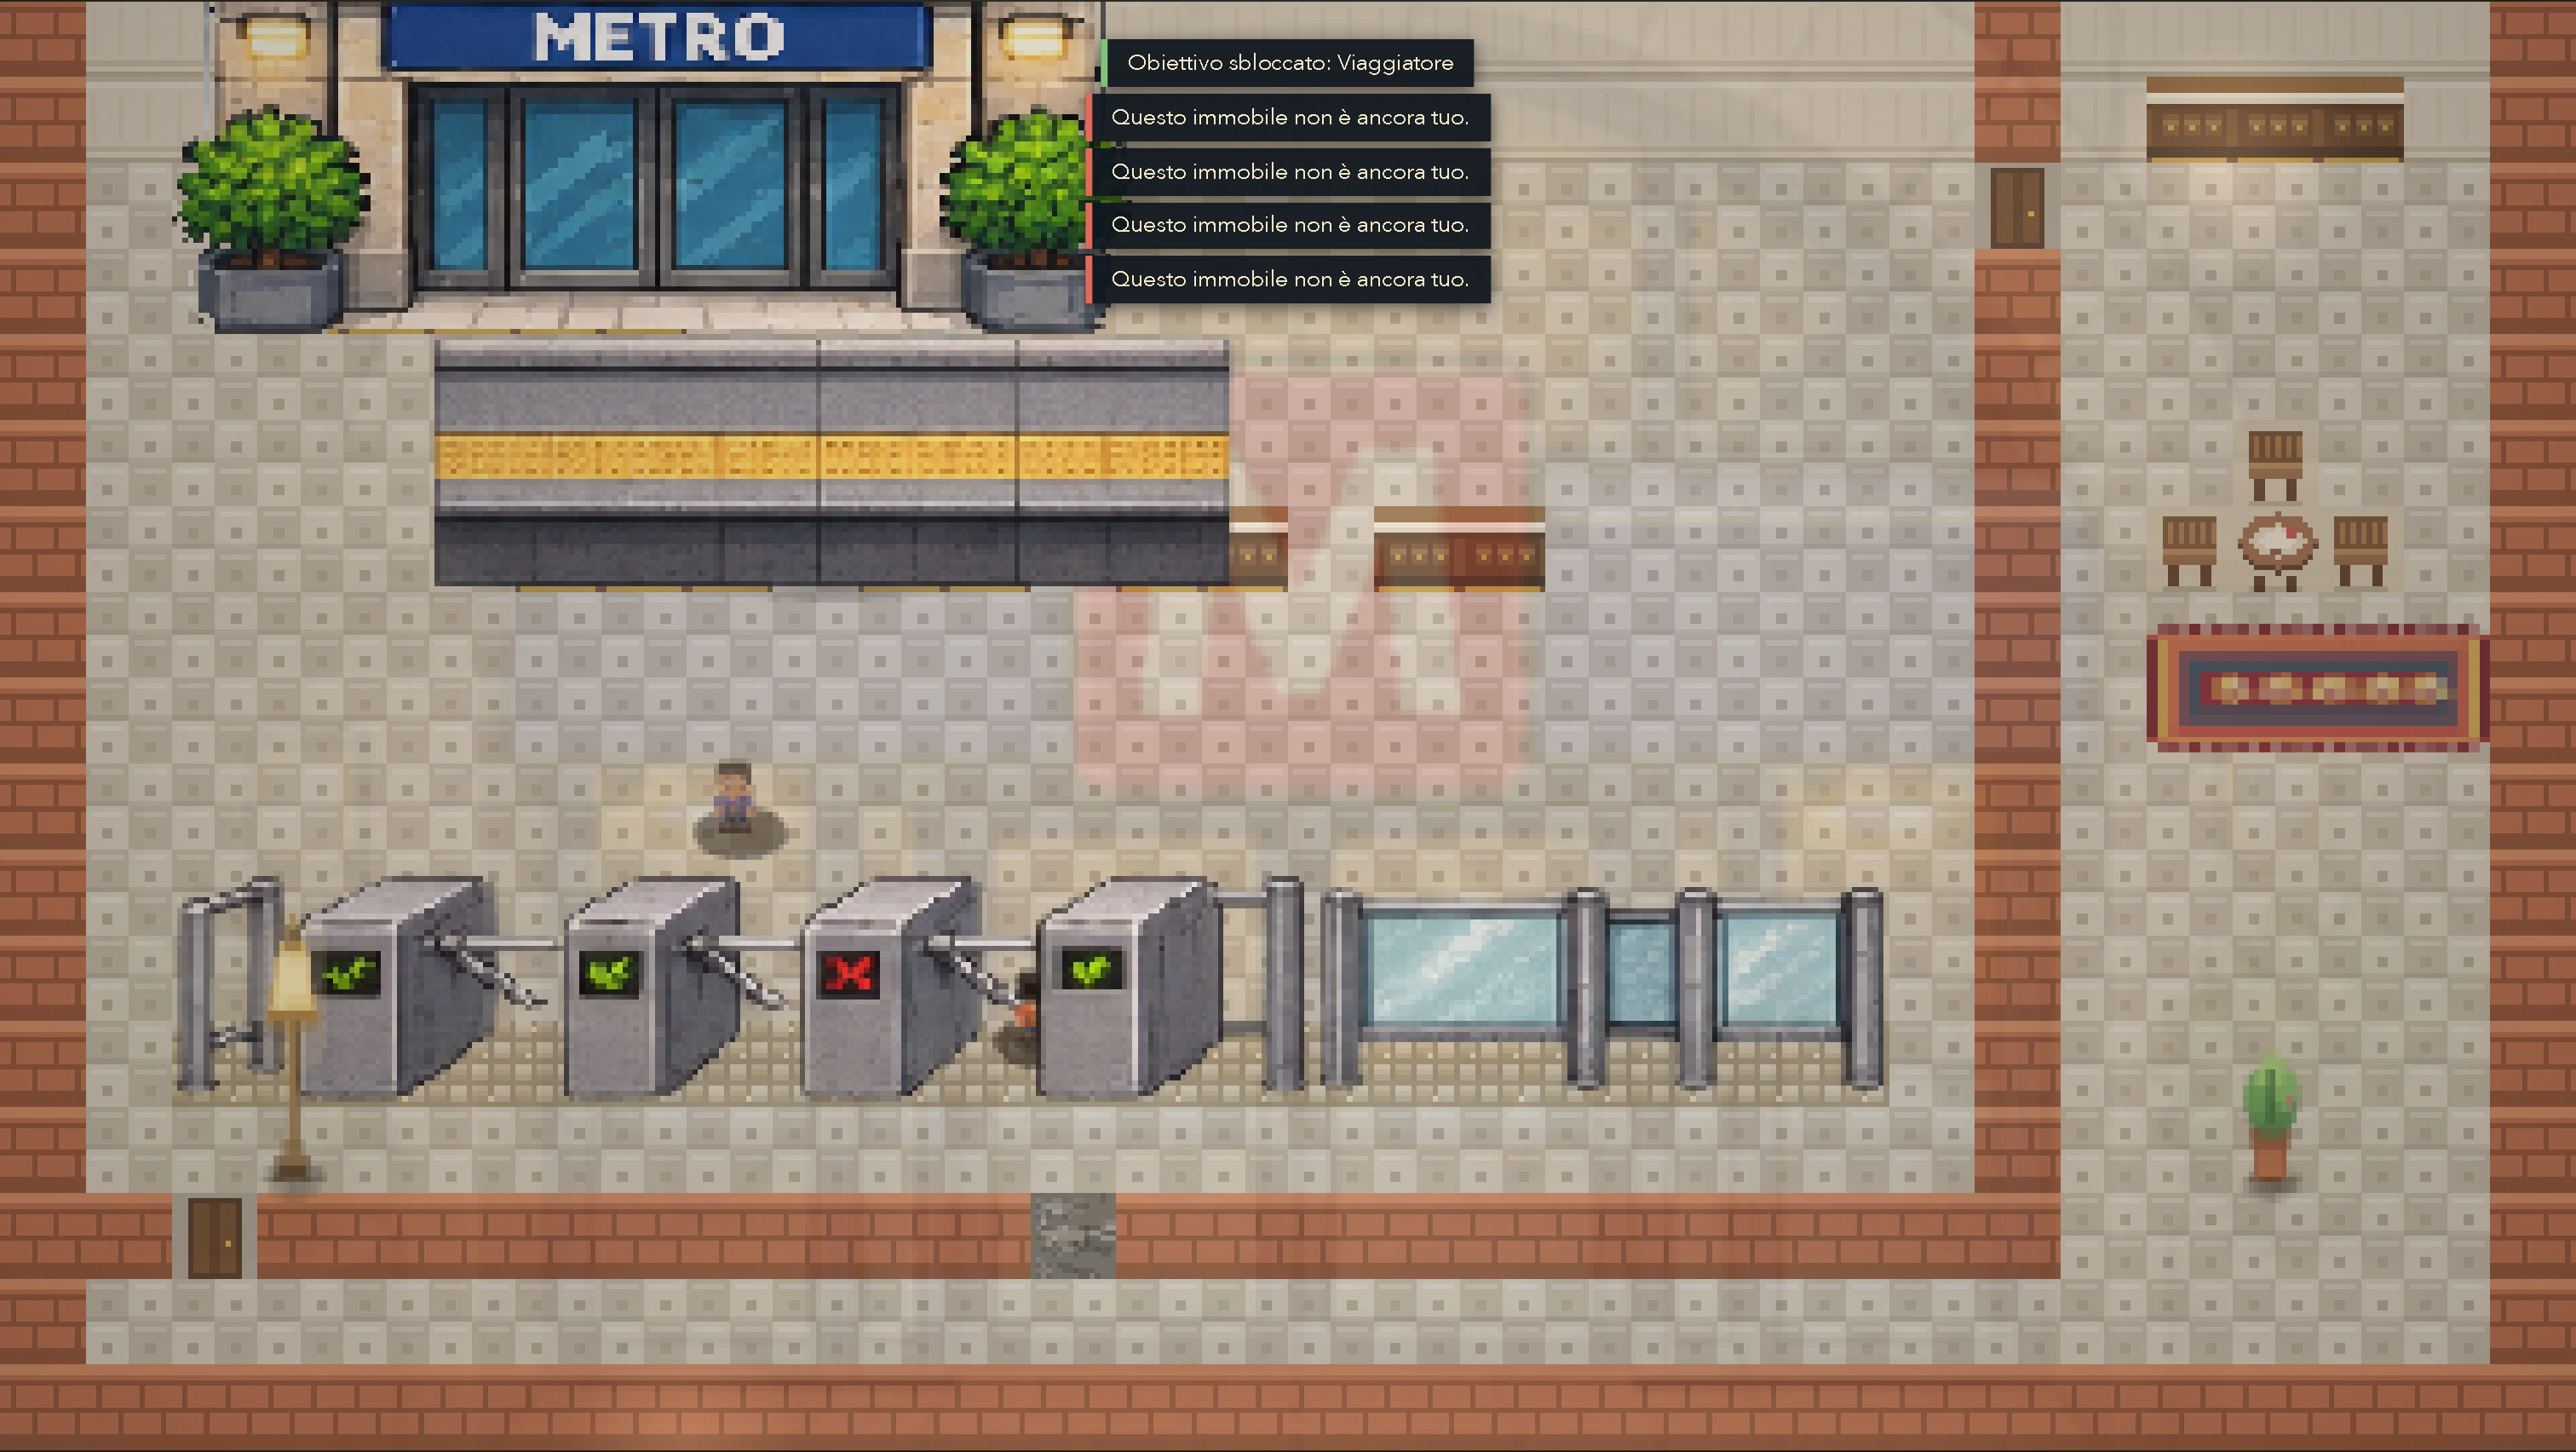 METRO
Obiettivo sbloccato: Viaggiatore
Questo immobile non è ancora tuo.
Questo immobile non è ancora tuo.
Questo immobile non è ancora tuo.
Questo immobile non è ancora tuo.
M